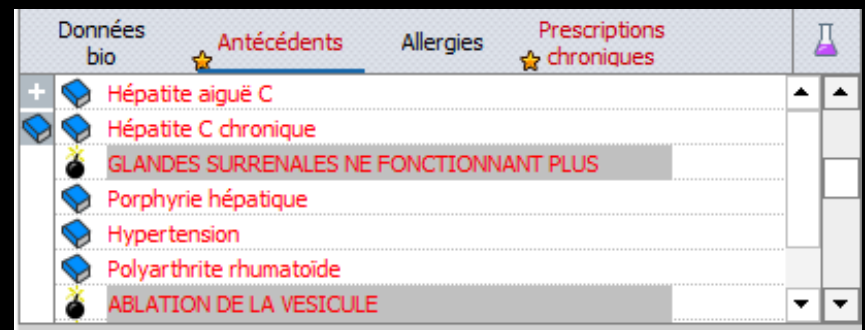 Données bio
Antécédents
Allergies
Prescriptions chroniques
Hépatite aiguë C
Hépatite C chronique
GLANDES SURRENALES NE FONCTIONNANT PLUS
Porphyrie hépatique
Hypertension
Polyarthrite rhumatoïde
ABLATION DE LA VESICULE